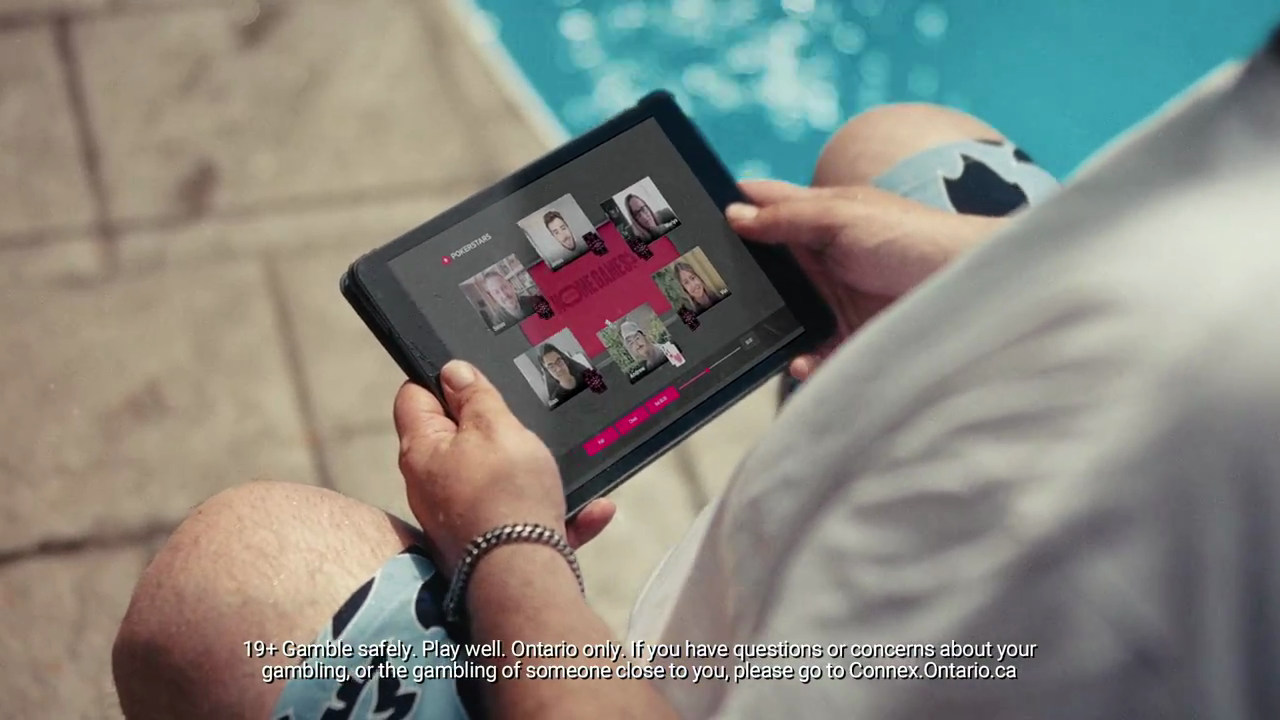 POKERSTARS
HOMEGAMES
19+ Gamble safely. Play well. Ontario only. If you have questions or concerns about your
gambling, or the gambling of someone close to you, please go to Connex.Ontario.ca